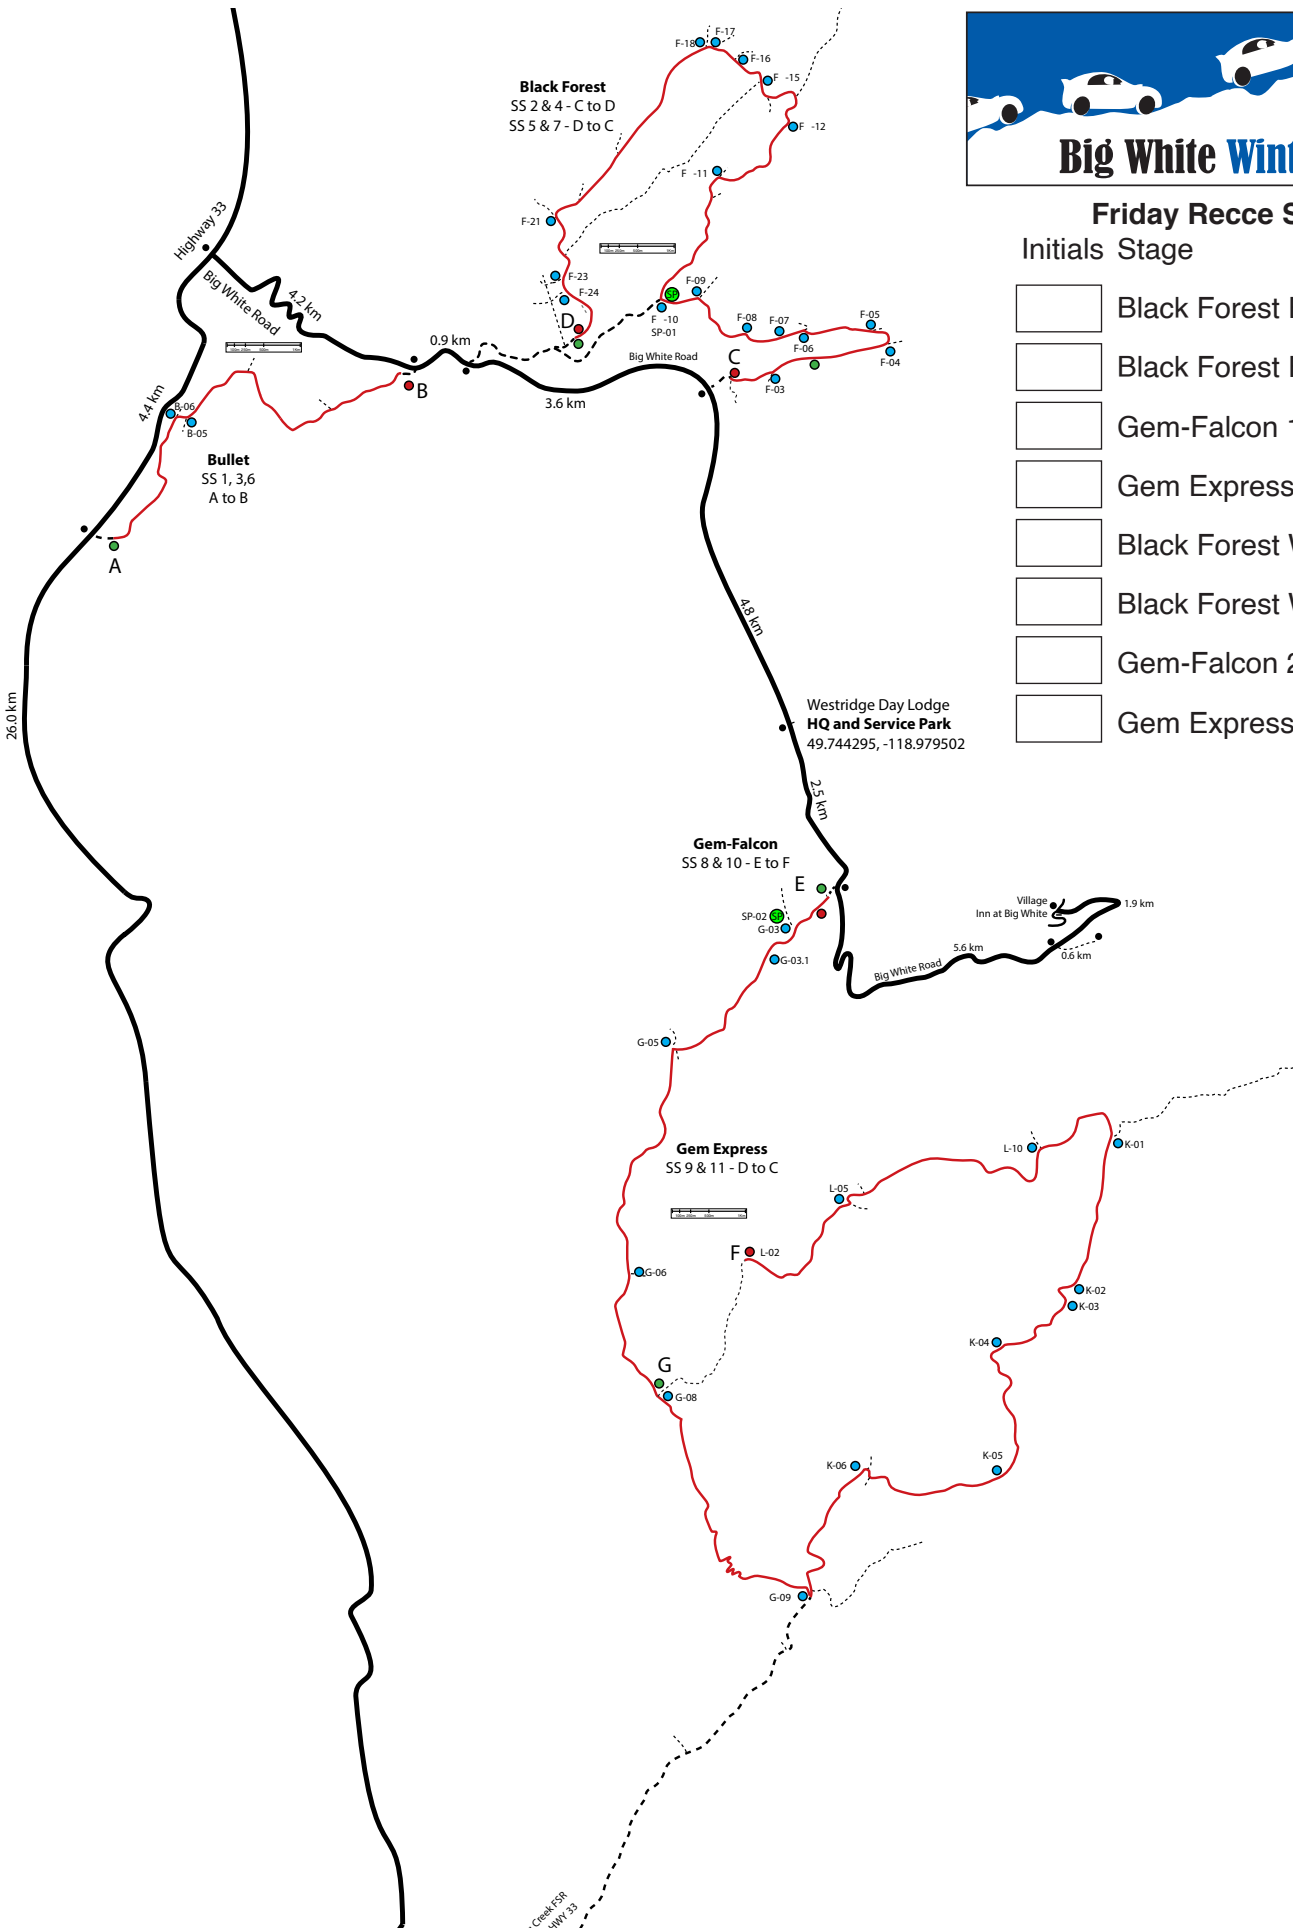 F-17
F-18
F-16
Black Forest
SS 2 & 4 - C to D
SS 5 & 7 - D to C
F -15
F -12
Big White Wint
F -11
Friday Recce S
Initials Stage
F-21
Highway 33
Big White Road
4.2 km
F-23
F-24
SP
F-09
F -10
SP-01
D
F-08
F-07
F-05
F-06
F-04
Black Forest
Black Forest
Gem-Falcon 1
Gem Express
Black Forest
Black Forest
Gem-Falcon 2
Gem Express
0.9 km
Big White Road
C
F-03
B
3.6 km
4.4 km
B-06
B-05
Bullet
SS 1, 3,6
A to B
A
4.8 km
26.0 km
Westridge Day Lodge
HQ and Service Park
49.744295, -118.979502
2.5 km
Gem-Falcon
SS 8 & 10 - E to F
E
SP-02 SP
G-03
G-03.1
Village
Inn at Big White
1.9 km
5.6 km
0.6 km
Big White Road
G-05
Gem Express
SS 9 & 11 - D to C
L-10
K-01
L-05
F
L-02
G-06
K-02
K-03
K-04
G
G-08
K-05
K-06
G-09
Creek FSR
HWY 33